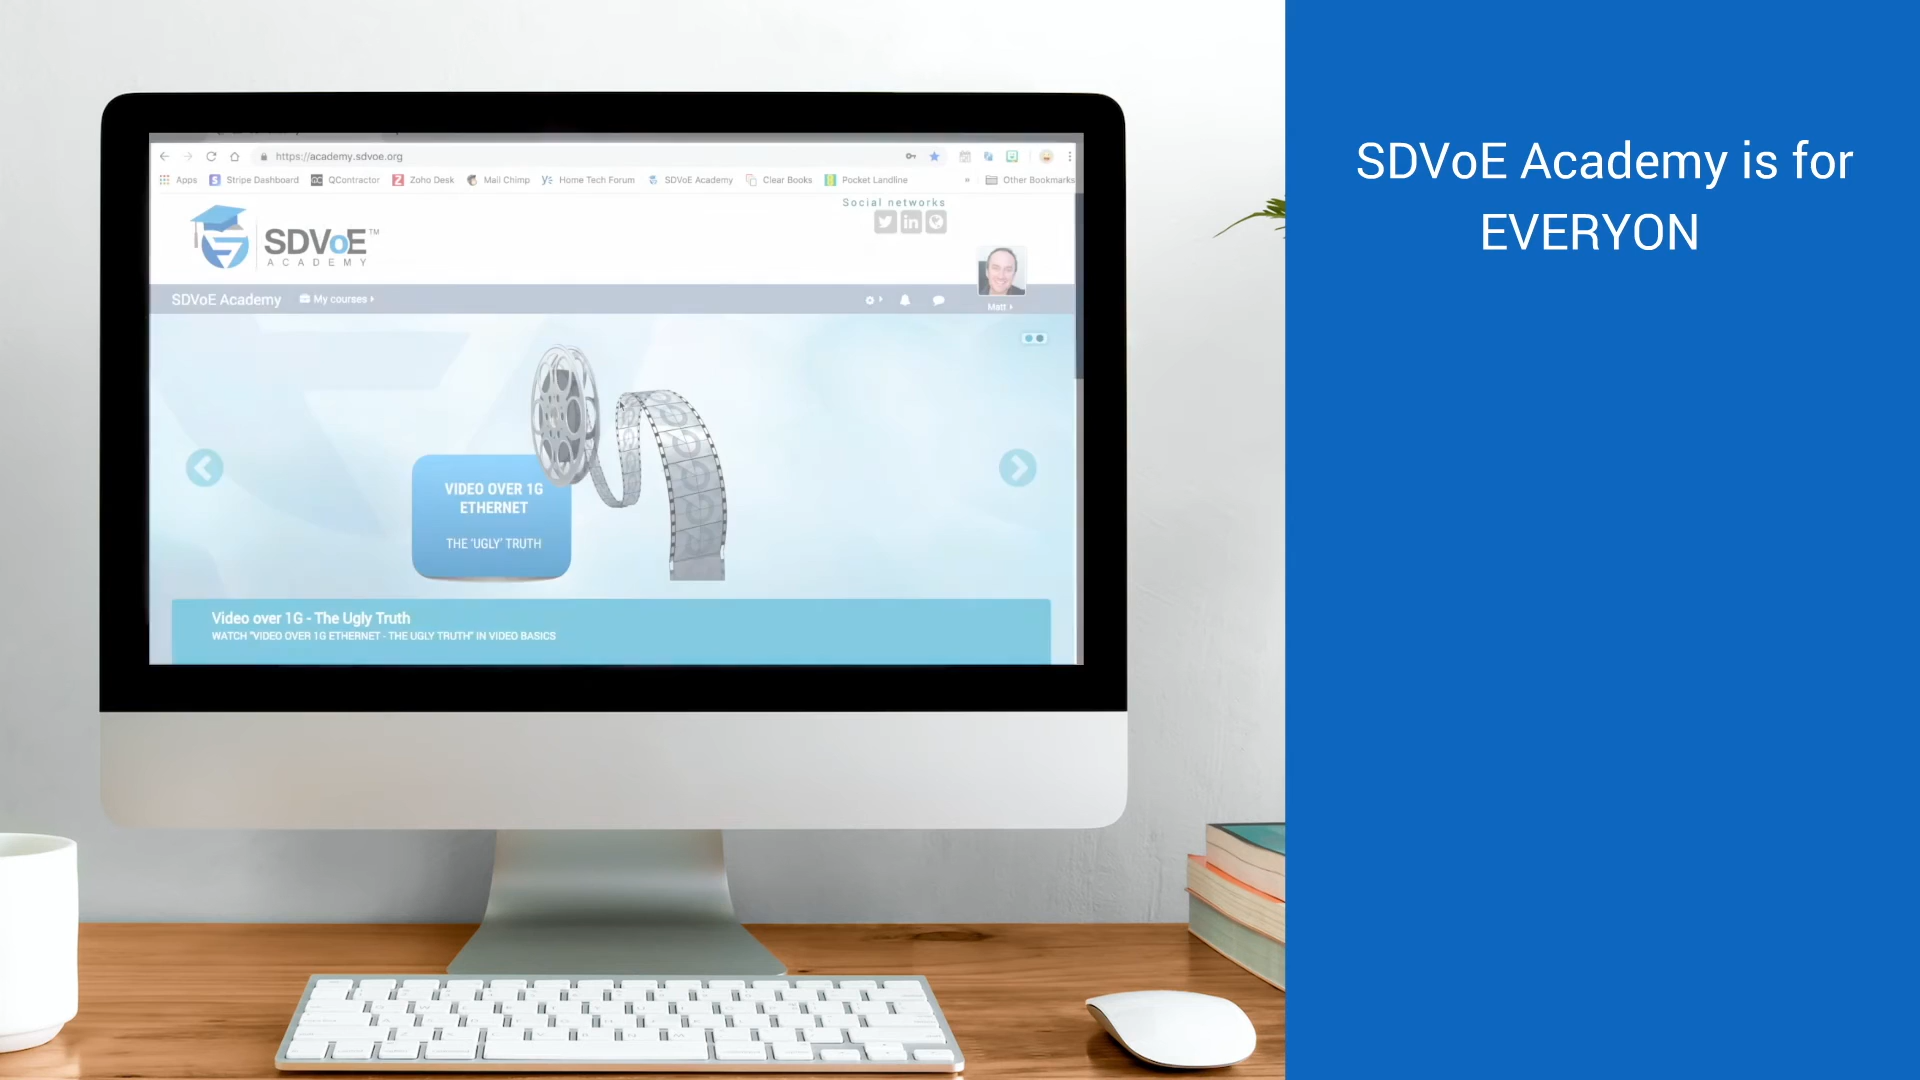 https://academy.sdvoe.org
Apps Stripe Dashboard QContractor Zoho Desk Mail Chimp Home Tech Forum SDVoE Academy Clear Books Pocket Landline » Other Bookmarks
Social networks
SDVoE™
ACADEMY
SDVoE Academy My courses
Matt
VIDEO OVER 1G
ETHERNET
THE 'UGLY' TRUTH
Video over 1G - The Ugly Truth
WATCH "VIDEO OVER 1G ETHERNET - THE UGLY TRUTH" IN VIDEO BASICS
SDVoE Academy is for
EVERYON